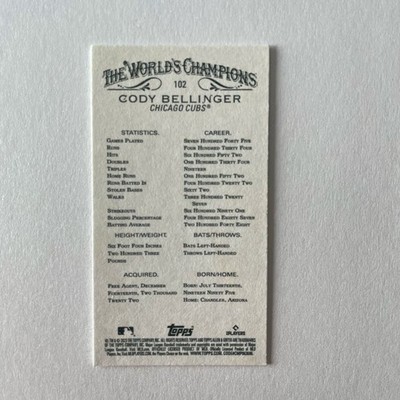 THE WORLD'S CHAMPIONS
102
CODY BELLINGER
CHICAGO CUBS®
STATISTICS. CAREER.
GAMES PLAYED SEVEN HUNDRED FORTY FIVE
RUNS FOUR HUNDRED THIRTY FOUR
HITS SIX HUNDRED FIFTY TWO
DOUBLES ONE HUNDRED THIRTY FOUR
TRIPLES NINETEEN
HOME RUNS ONE HUNDRED FIFTY TWO
RUNS BATTED IN FOUR HUNDRED TWENTY TWO
STOLEN BASES SIXTY TWO
WALKS THREE HUNDRED TWENTY
SEVEN
STRIKEOUTS SIX HUNDRED NINETY ONE
SLUGGING PERCENTAGE FOUR HUNDRED EIGHTY SEVEN
BATTING AVERAGE TWO HUNDRED FORTY EIGHT
HEIGHT/WEIGHT. BATS/THROWS.
SIX FOOT FOUR INCHES BATS LEFT-HANDED
TWO HUNDRED THREE THROWS LEFT-HANDED
POUNDS
ACQUIRED. BORN/HOME.
FREE AGENT, DECEMBER BORN: JULY THIRTEENTH,
FOURTEENTH, TWO THOUSAND NINETEEN NINETY FIVE
TWENTY TWO HOME: CHANDLER, ARIZONA
Topps
PLAYERS